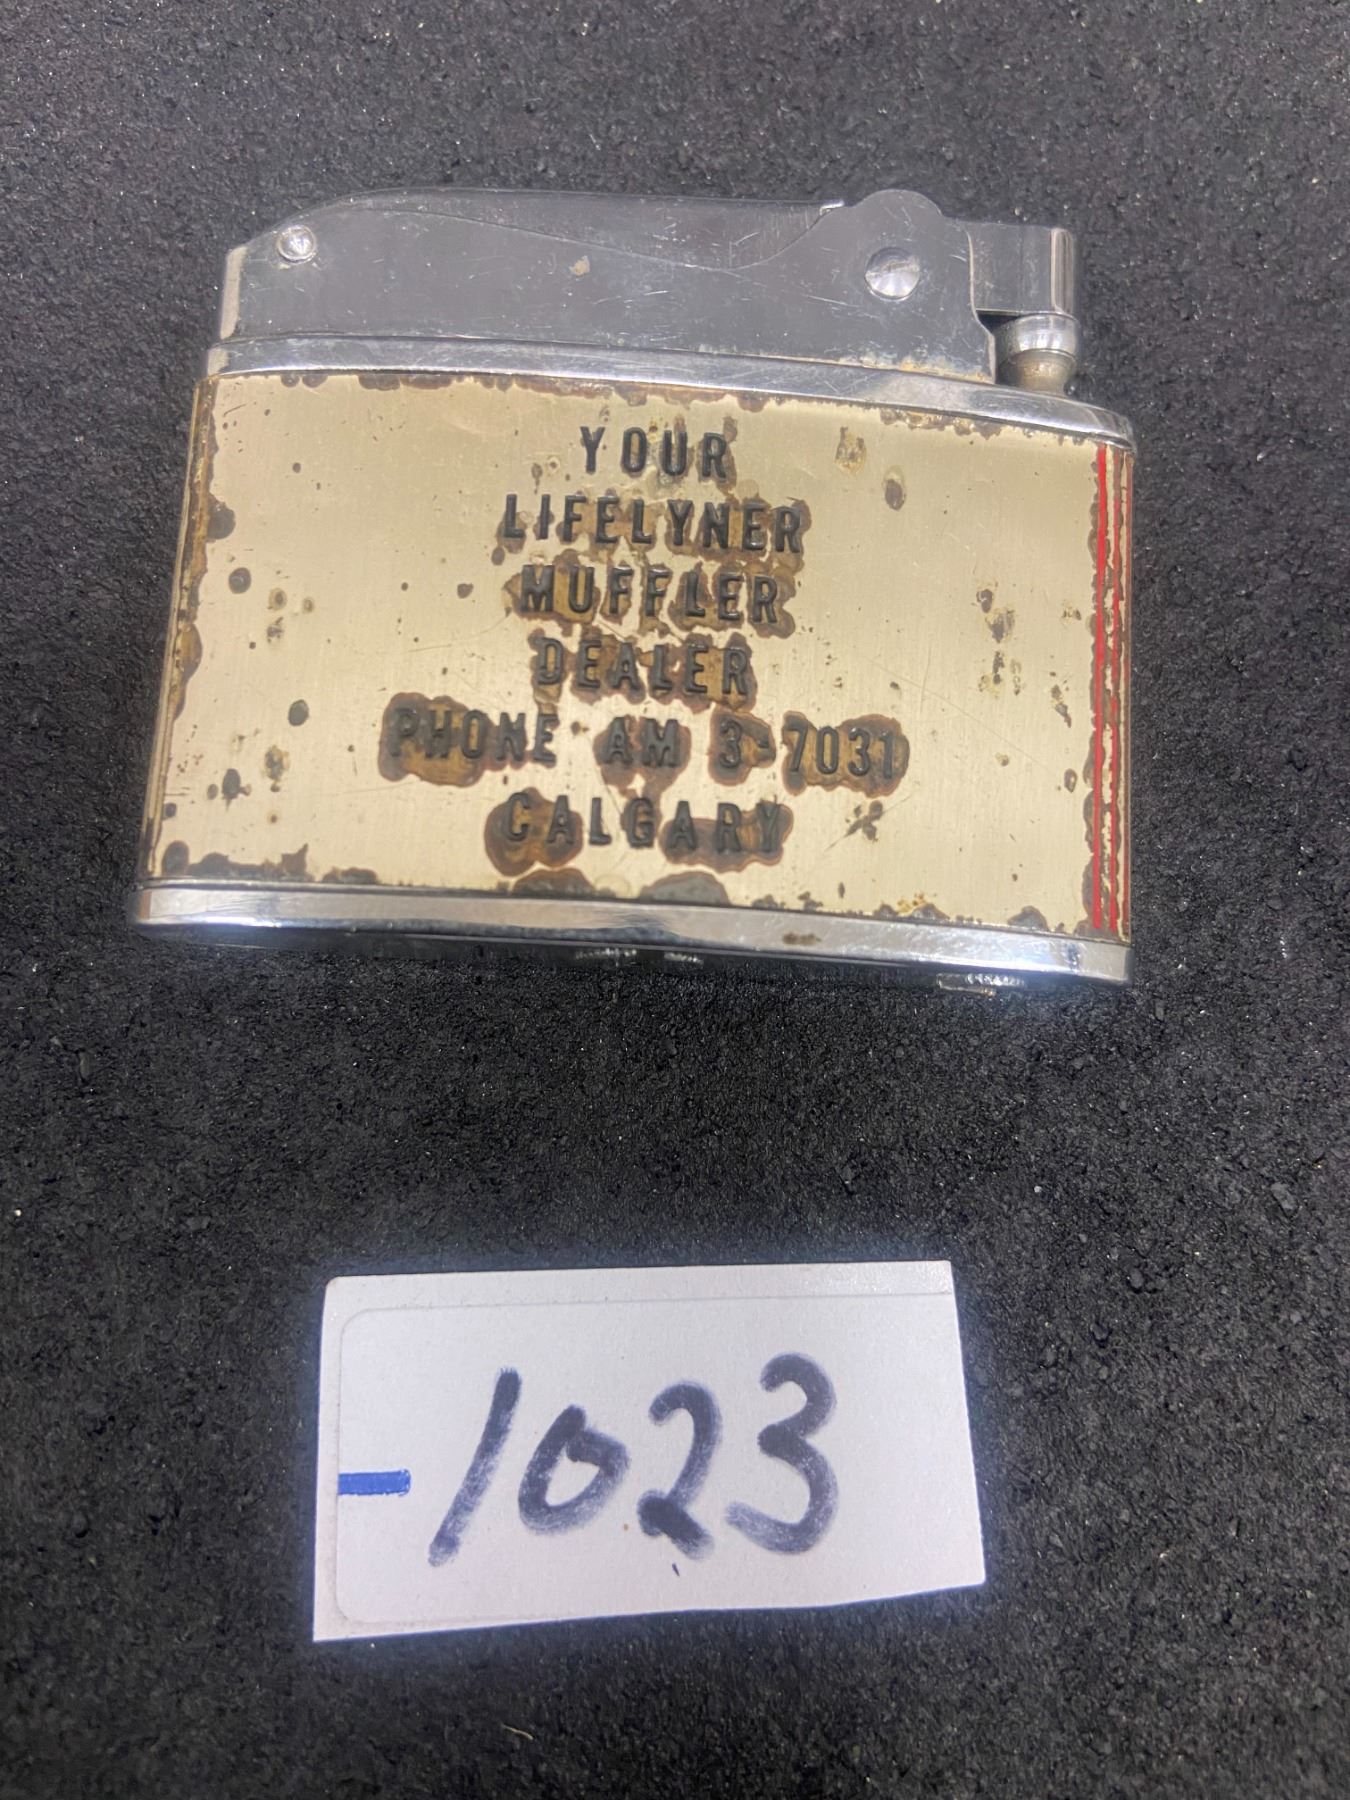 YOUR
LIFELYNER
MUFFLER
DEALER
PHONE AM 3-7031
CALGARY
1023